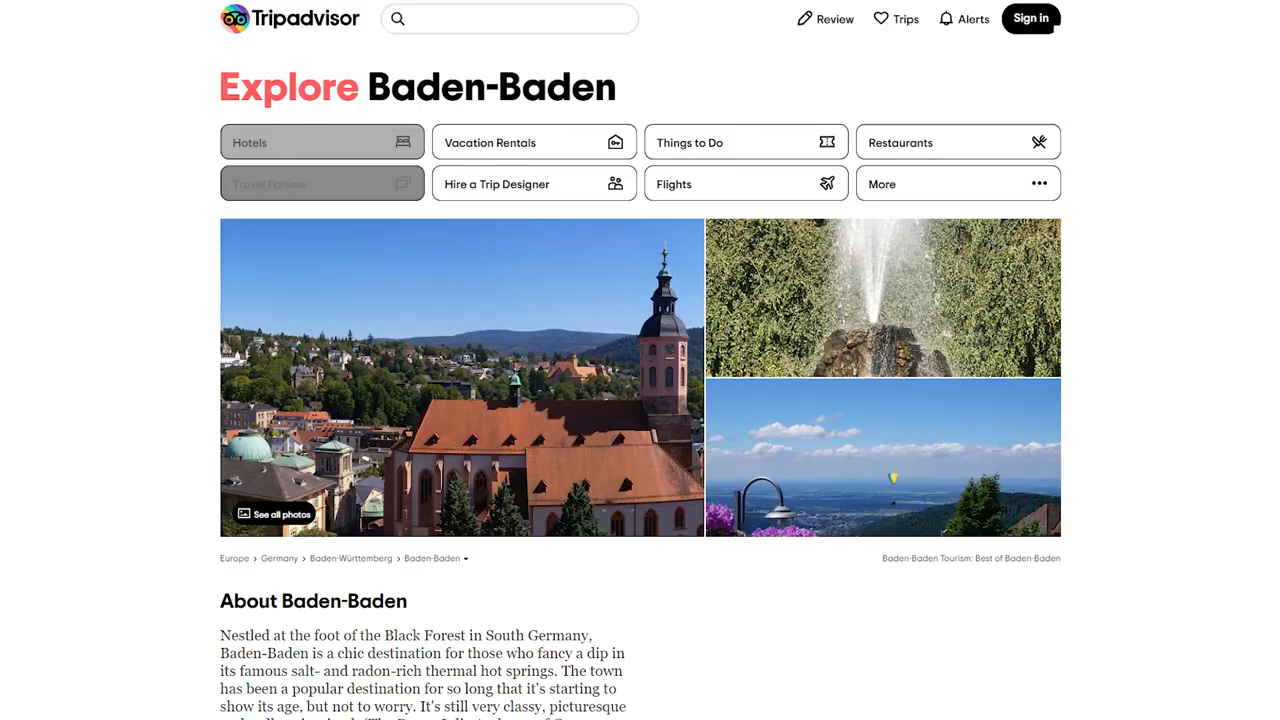 Tripadvisor
Review
Trips
Alerts
Sign in
Explore Baden-Baden
Hotels
Vacation Rentals
Things to Do
Restaurants
Travel Forums
Hire a Trip Designer
Flights
More
See all photos
Europe > Germany > Baden-Württemberg > Baden-Baden
Baden-Baden Tourism: Best of Baden-Baden
About Baden-Baden
Nestled at the foot of the Black Forest in South Germany,
Baden-Baden is a chic destination for those who fancy a dip in
its famous salt- and radon-rich thermal hot springs. The town
has been a popular destination for so long that it's starting to
show its age, but not to worry. It's still very classy, picturesque